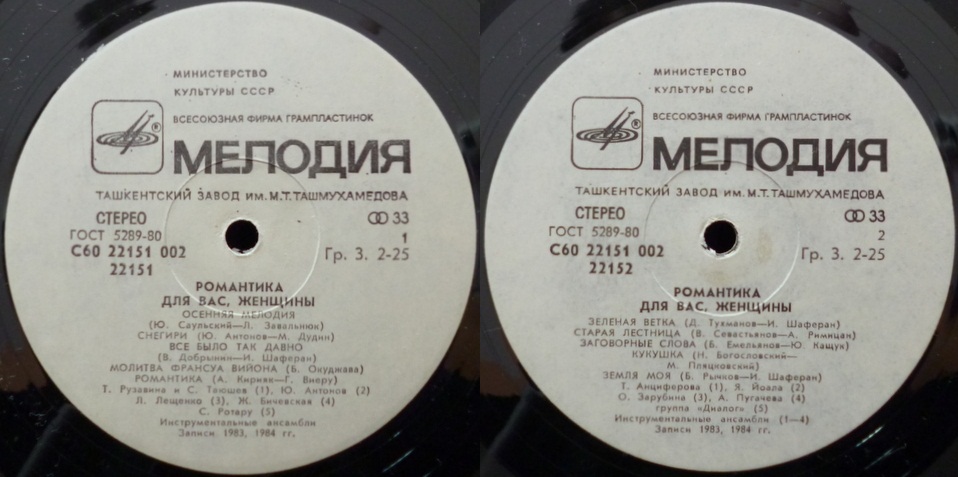 МИНИСТЕРСТВО
КУЛЬТУРЫ СССР
ВСЕСОЮЗНАЯ ФИРМА ГРАМПЛАСТИНОК
®
МЕЛОДИЯ
ТАШКЕНТСКИЙ ЗАВОД ИМ. М.Т. ТАШМУХАМЕДОВА
СТЕРЕО
33
ГОСТ 5289-80
1
С60 22151 002
Гр. 3. 2-25
22151
РОМАНТИКА
ДЛЯ ВАС, ЖЕНЩИНЫ
ОСЕННЯЯ МЕЛОДИЯ
(Ю. Саульский—Л. Завальнюк)
СНЕГИРИ (Ю. Антонов—М. Дудин)
ВСЕ БЫЛО ТАК ДАВНО
(В. Добрынин—И. Шаферан)
МОЛИТВА ФРАНСУА ВИЙОНА (Б. Окуджава)
РОМАНТИКА (А. Кирияк—Г. Виеру)
Т. Рузавина и С. Таюшев (1), Ю. Антонов (2)
Л. Лещенко (3), Ж. Бичевская (4)
С. Ротару (5)
Инструментальные ансамбли
Записи 1983, 1984 гг.
МИНИСТЕРСТВО
КУЛЬТУРЫ СССР
ВСЕСОЮЗНАЯ ФИРМА ГРАМПЛАСТИНОК
®
МЕЛОДИЯ
ТАШКЕНТСКИЙ ЗАВОД ИМ. М.Т. ТАШМУХАМЕДОВА
СТЕРЕО
33
ГОСТ 5289-80
2
С60 22151 002
Гр. 3. 2-25
22152
РОМАНТИКА
ДЛЯ ВАС, ЖЕНЩИНЫ
ЗЕЛЕНАЯ ВЕТКА (Д. Тухманов—И. Шаферан)
СТАРАЯ ЛЕСТНИЦА (В. Севастьянов—А. Римицан)
ЗАГОВОРНЫЕ СЛОВА (Б. Емельянов—Ю. Кащук)
КУКУШКА (Н. Богословский—
М. Пляцковский)
ЗЕМЛЯ МОЯ (Б. Рычков—И. Шаферан)
Т. Анциферова (1), Я. Йоала (2)
О. Зарубина (3), А. Пугачева (4)
группа «Диалог» (5)
Инструментальные ансамбли (1—4)
Записи 1983, 1984 гг.